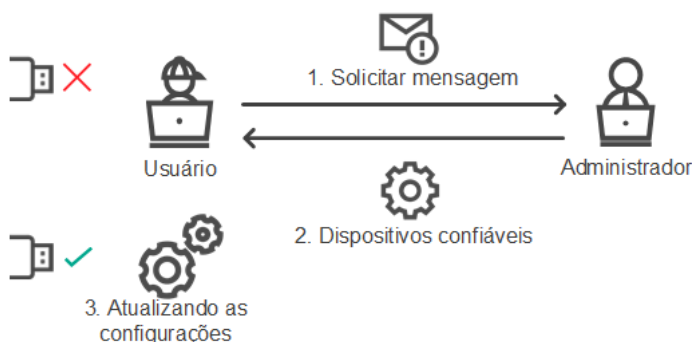 1. Solicitar mensagem
Usuário
Administrador
2. Dispositivos confiáveis
3. Atualizando as
configurações